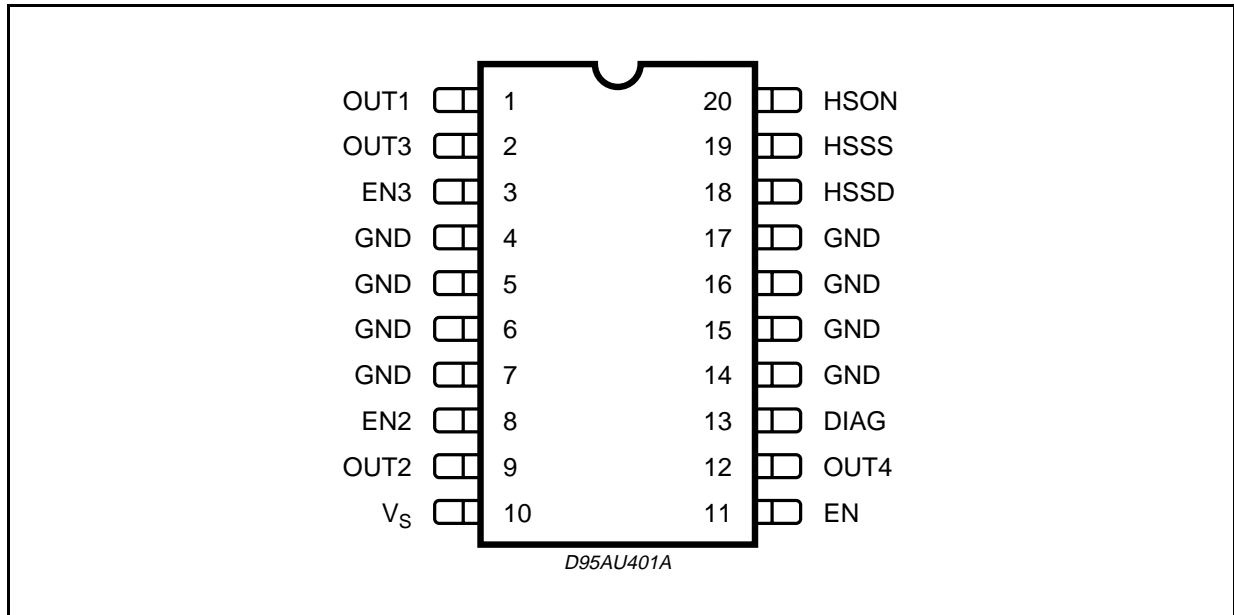 OUT1 1 20 HSON
OUT3 2 19 HSSS
EN3 3 18 HSSD
GND 4 17 GND
GND 5 16 GND
GND 6 15 GND
GND 7 14 GND
EN2 8 13 DIAG
OUT2 9 12 OUT4
VS 10 11 EN
D95AU401A